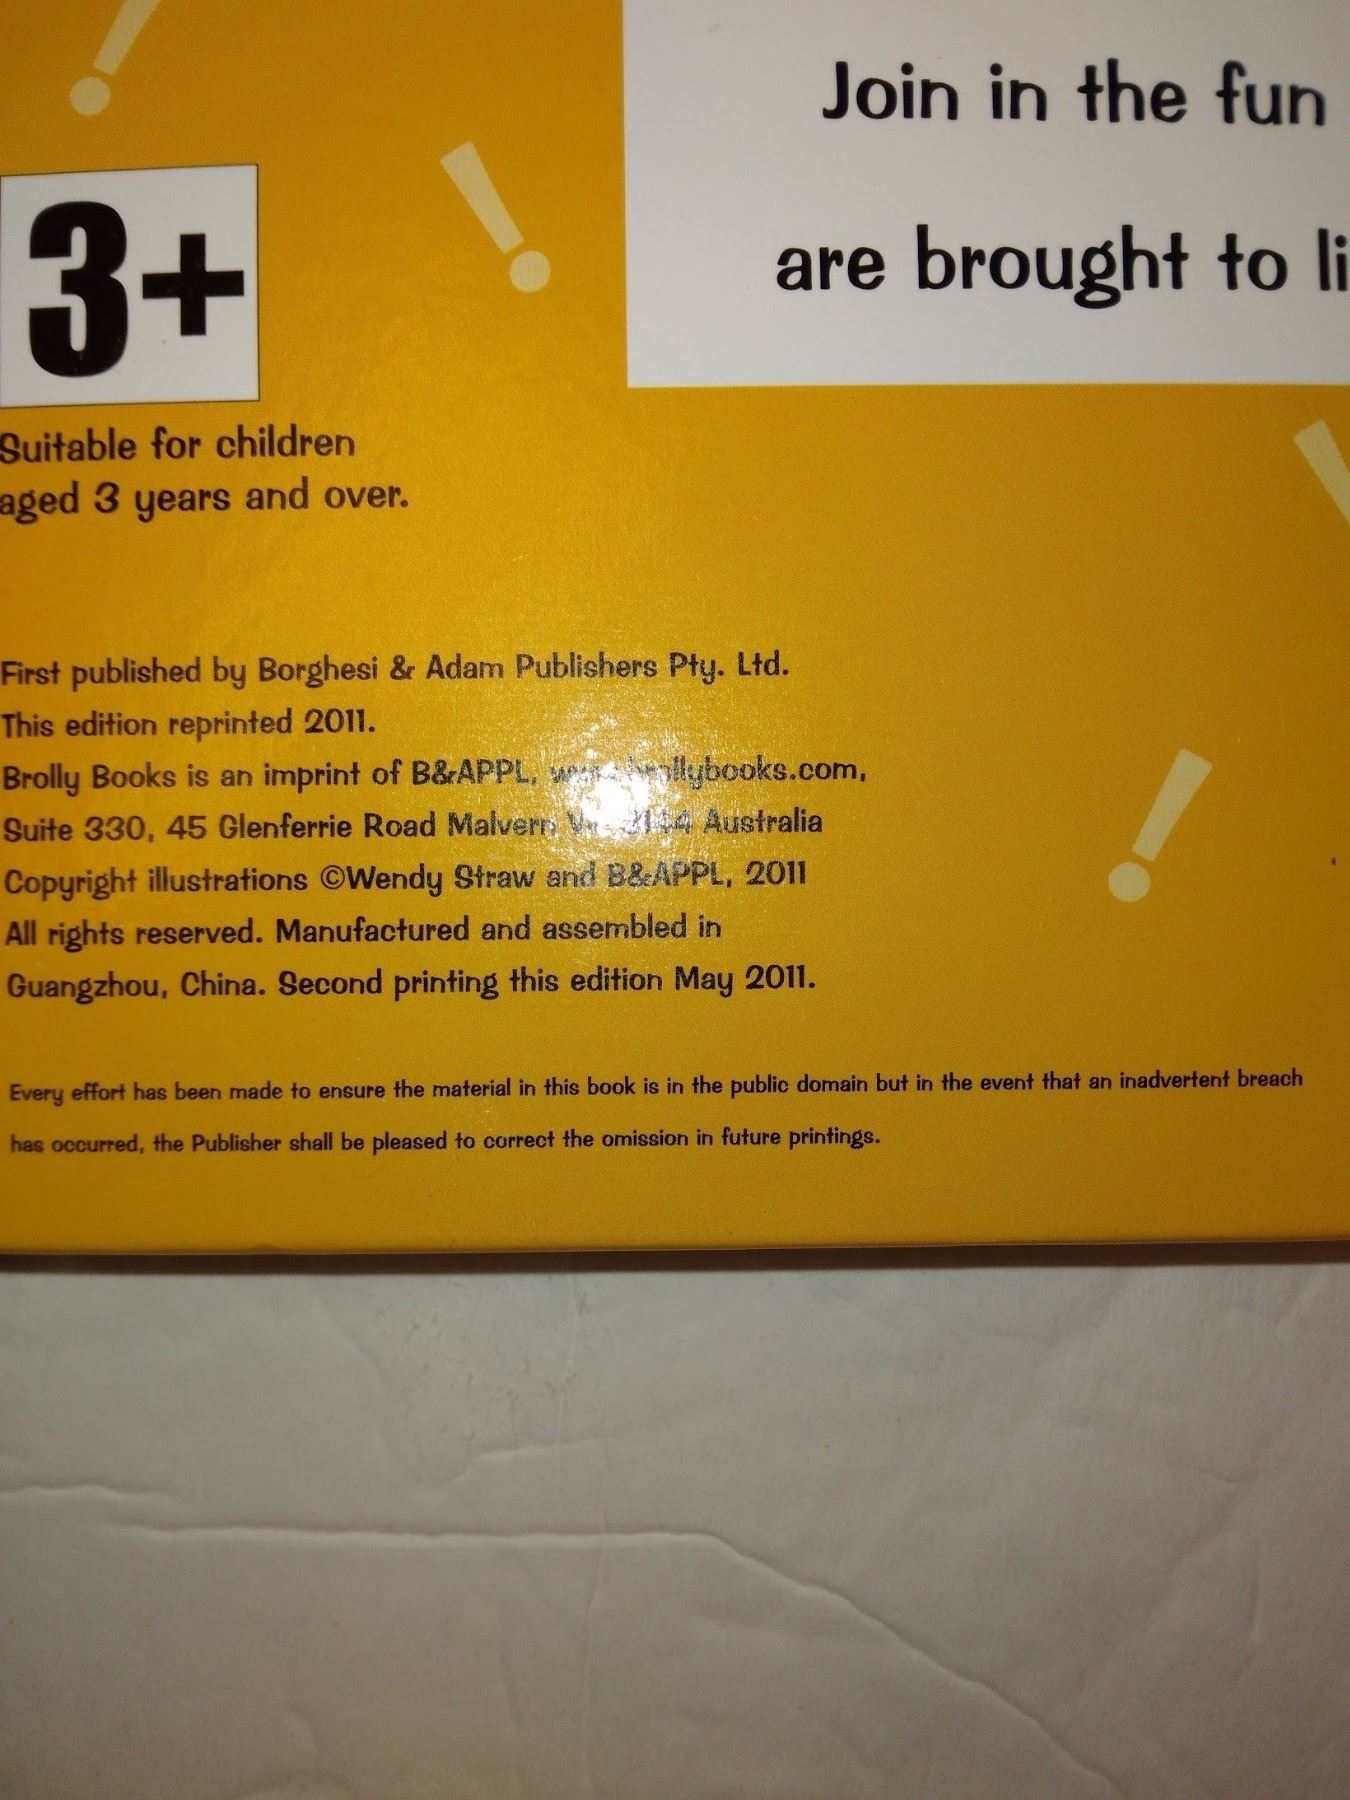 Join in the fun
are brought to li
3+
Suitable for children
aged 3 years and over.
First published by Borghesi & Adam Publishers Pty. Ltd.
This edition reprinted 2011.
Brolly Books is an imprint of B&APPL, www.brollybooks.com,
Suite 330, 45 Glenferrie Road Malvern 3144 Australia
Copyright illustrations ©Wendy Straw and B&APPL, 2011
All rights reserved. Manufactured and assembled in
Guangzhou, China. Second printing this edition May 2011.
Every effort has been made to ensure the material in this book is in the public domain but in the event that an inadvertent breach
has occurred, the Publisher shall be pleased to correct the omission in future printings.